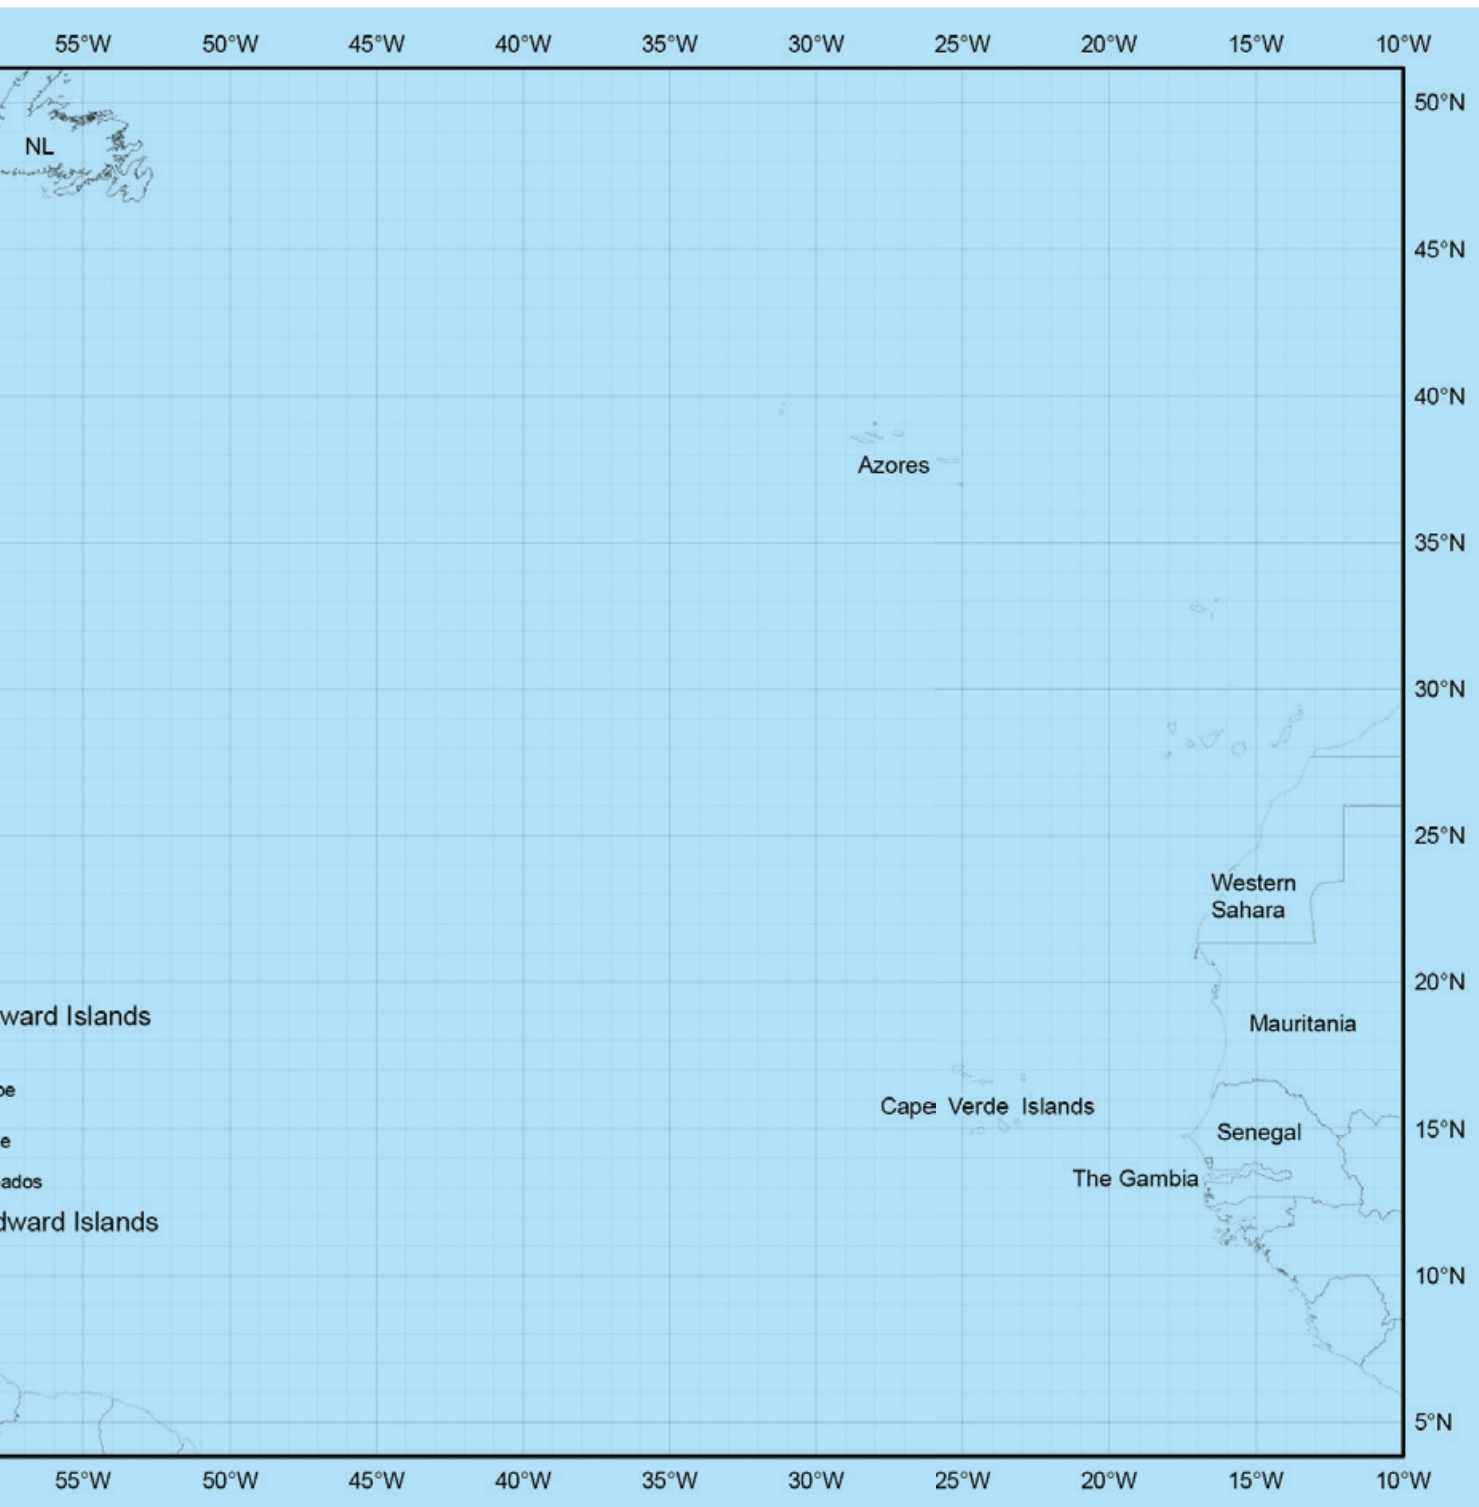 55°W 50°W 45°W 40°W 35°W 30°W 25°W 20°W 15°W 10°W
50°N
NL
45°N
40°N
Azores
35°N
30°N
25°N
Western
Sahara
20°N
ward Islands
Mauritania
be
Cape Verde Islands
15°N
Senegal
e
The Gambia
ados
dward Islands
10°N
5°N
55°W 50°W 45°W 40°W 35°W 30°W 25°W 20°W 15°W 10°W